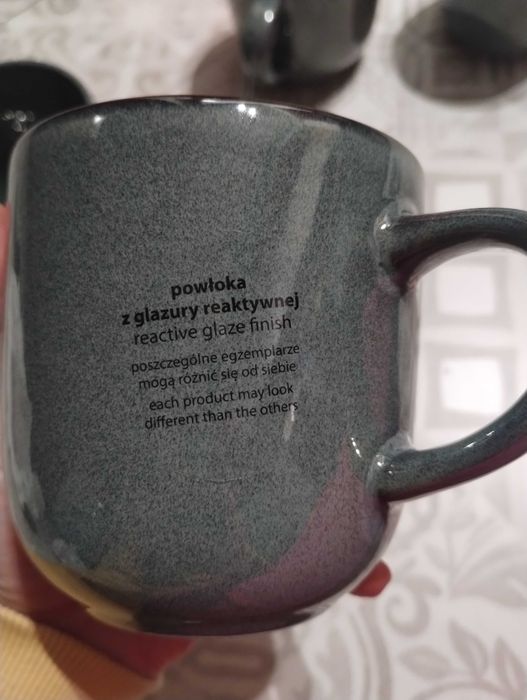 powłoka
z glazury reaktywnej
reactive glaze finish
poszczególne egzemplarze
mogą różnić się od siebie
each product may look
different than the others